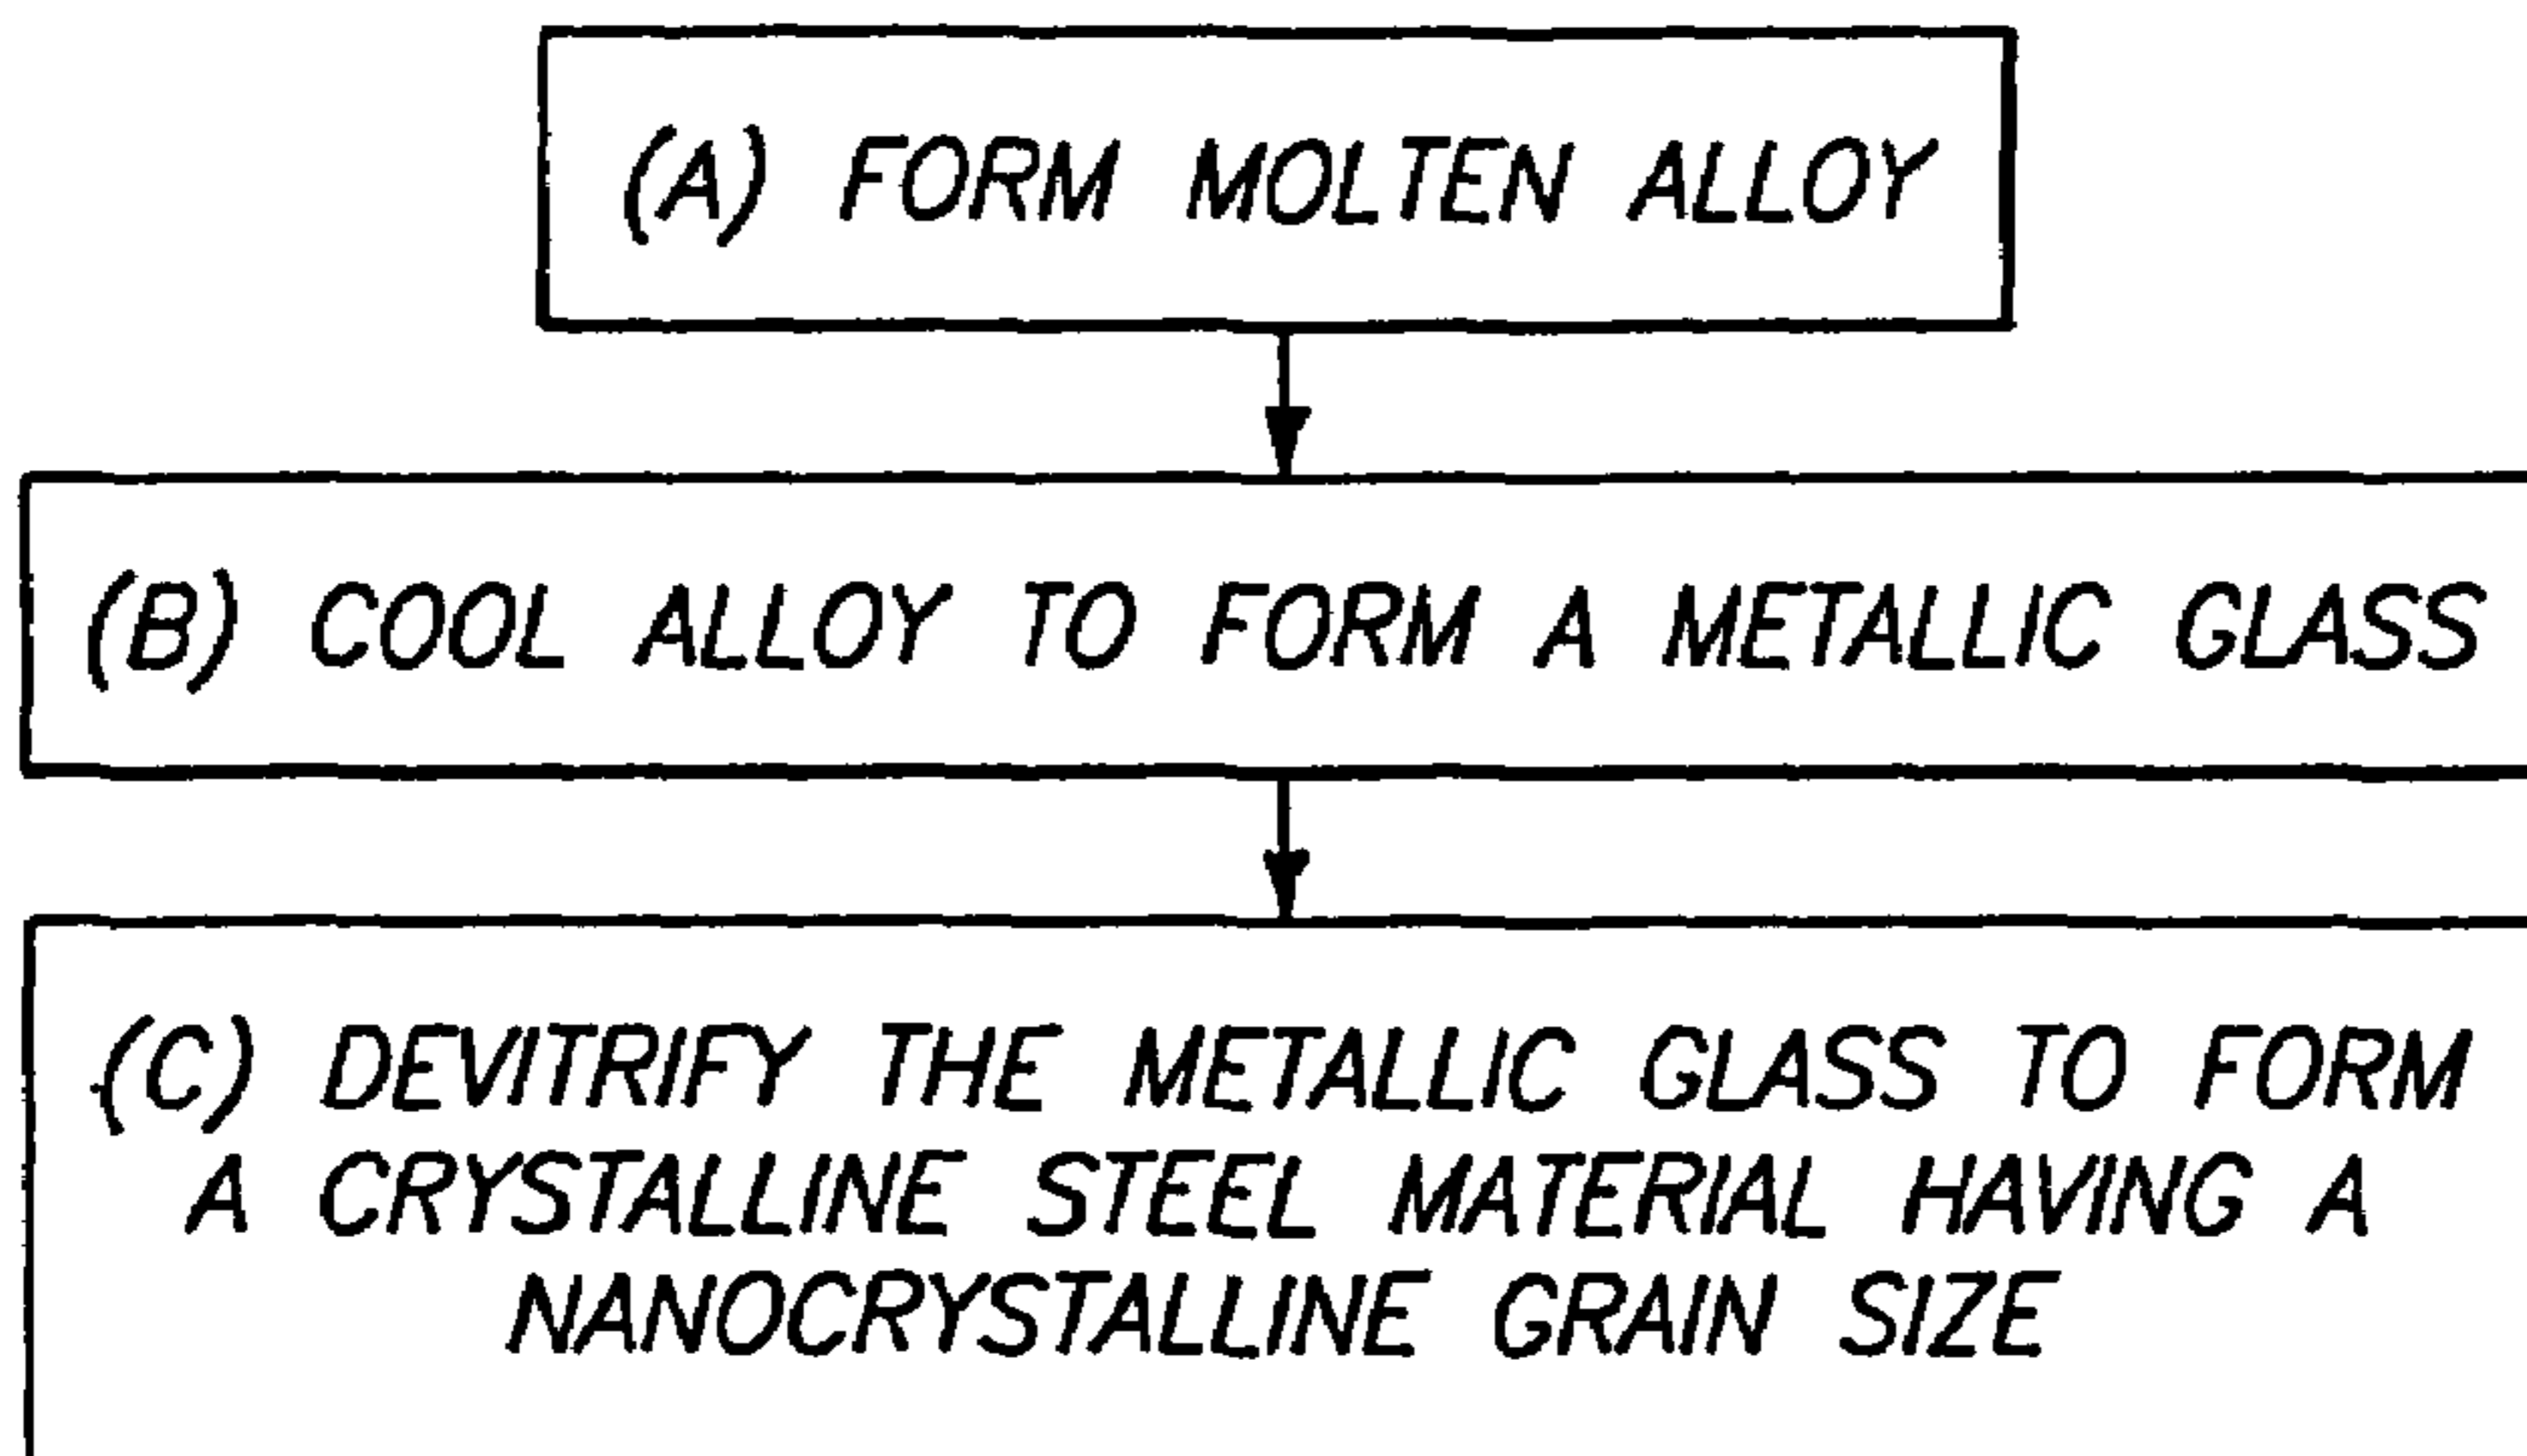 (A) FORM MOLTEN ALLOY
(B) COOL ALLOY TO FORM A METALLIC GLASS
(C) DEVITRIFY THE METALLIC GLASS TO FORM
A CRYSTALLINE STEEL MATERIAL HAVING A
NANOCRYSTALLINE GRAIN SIZE